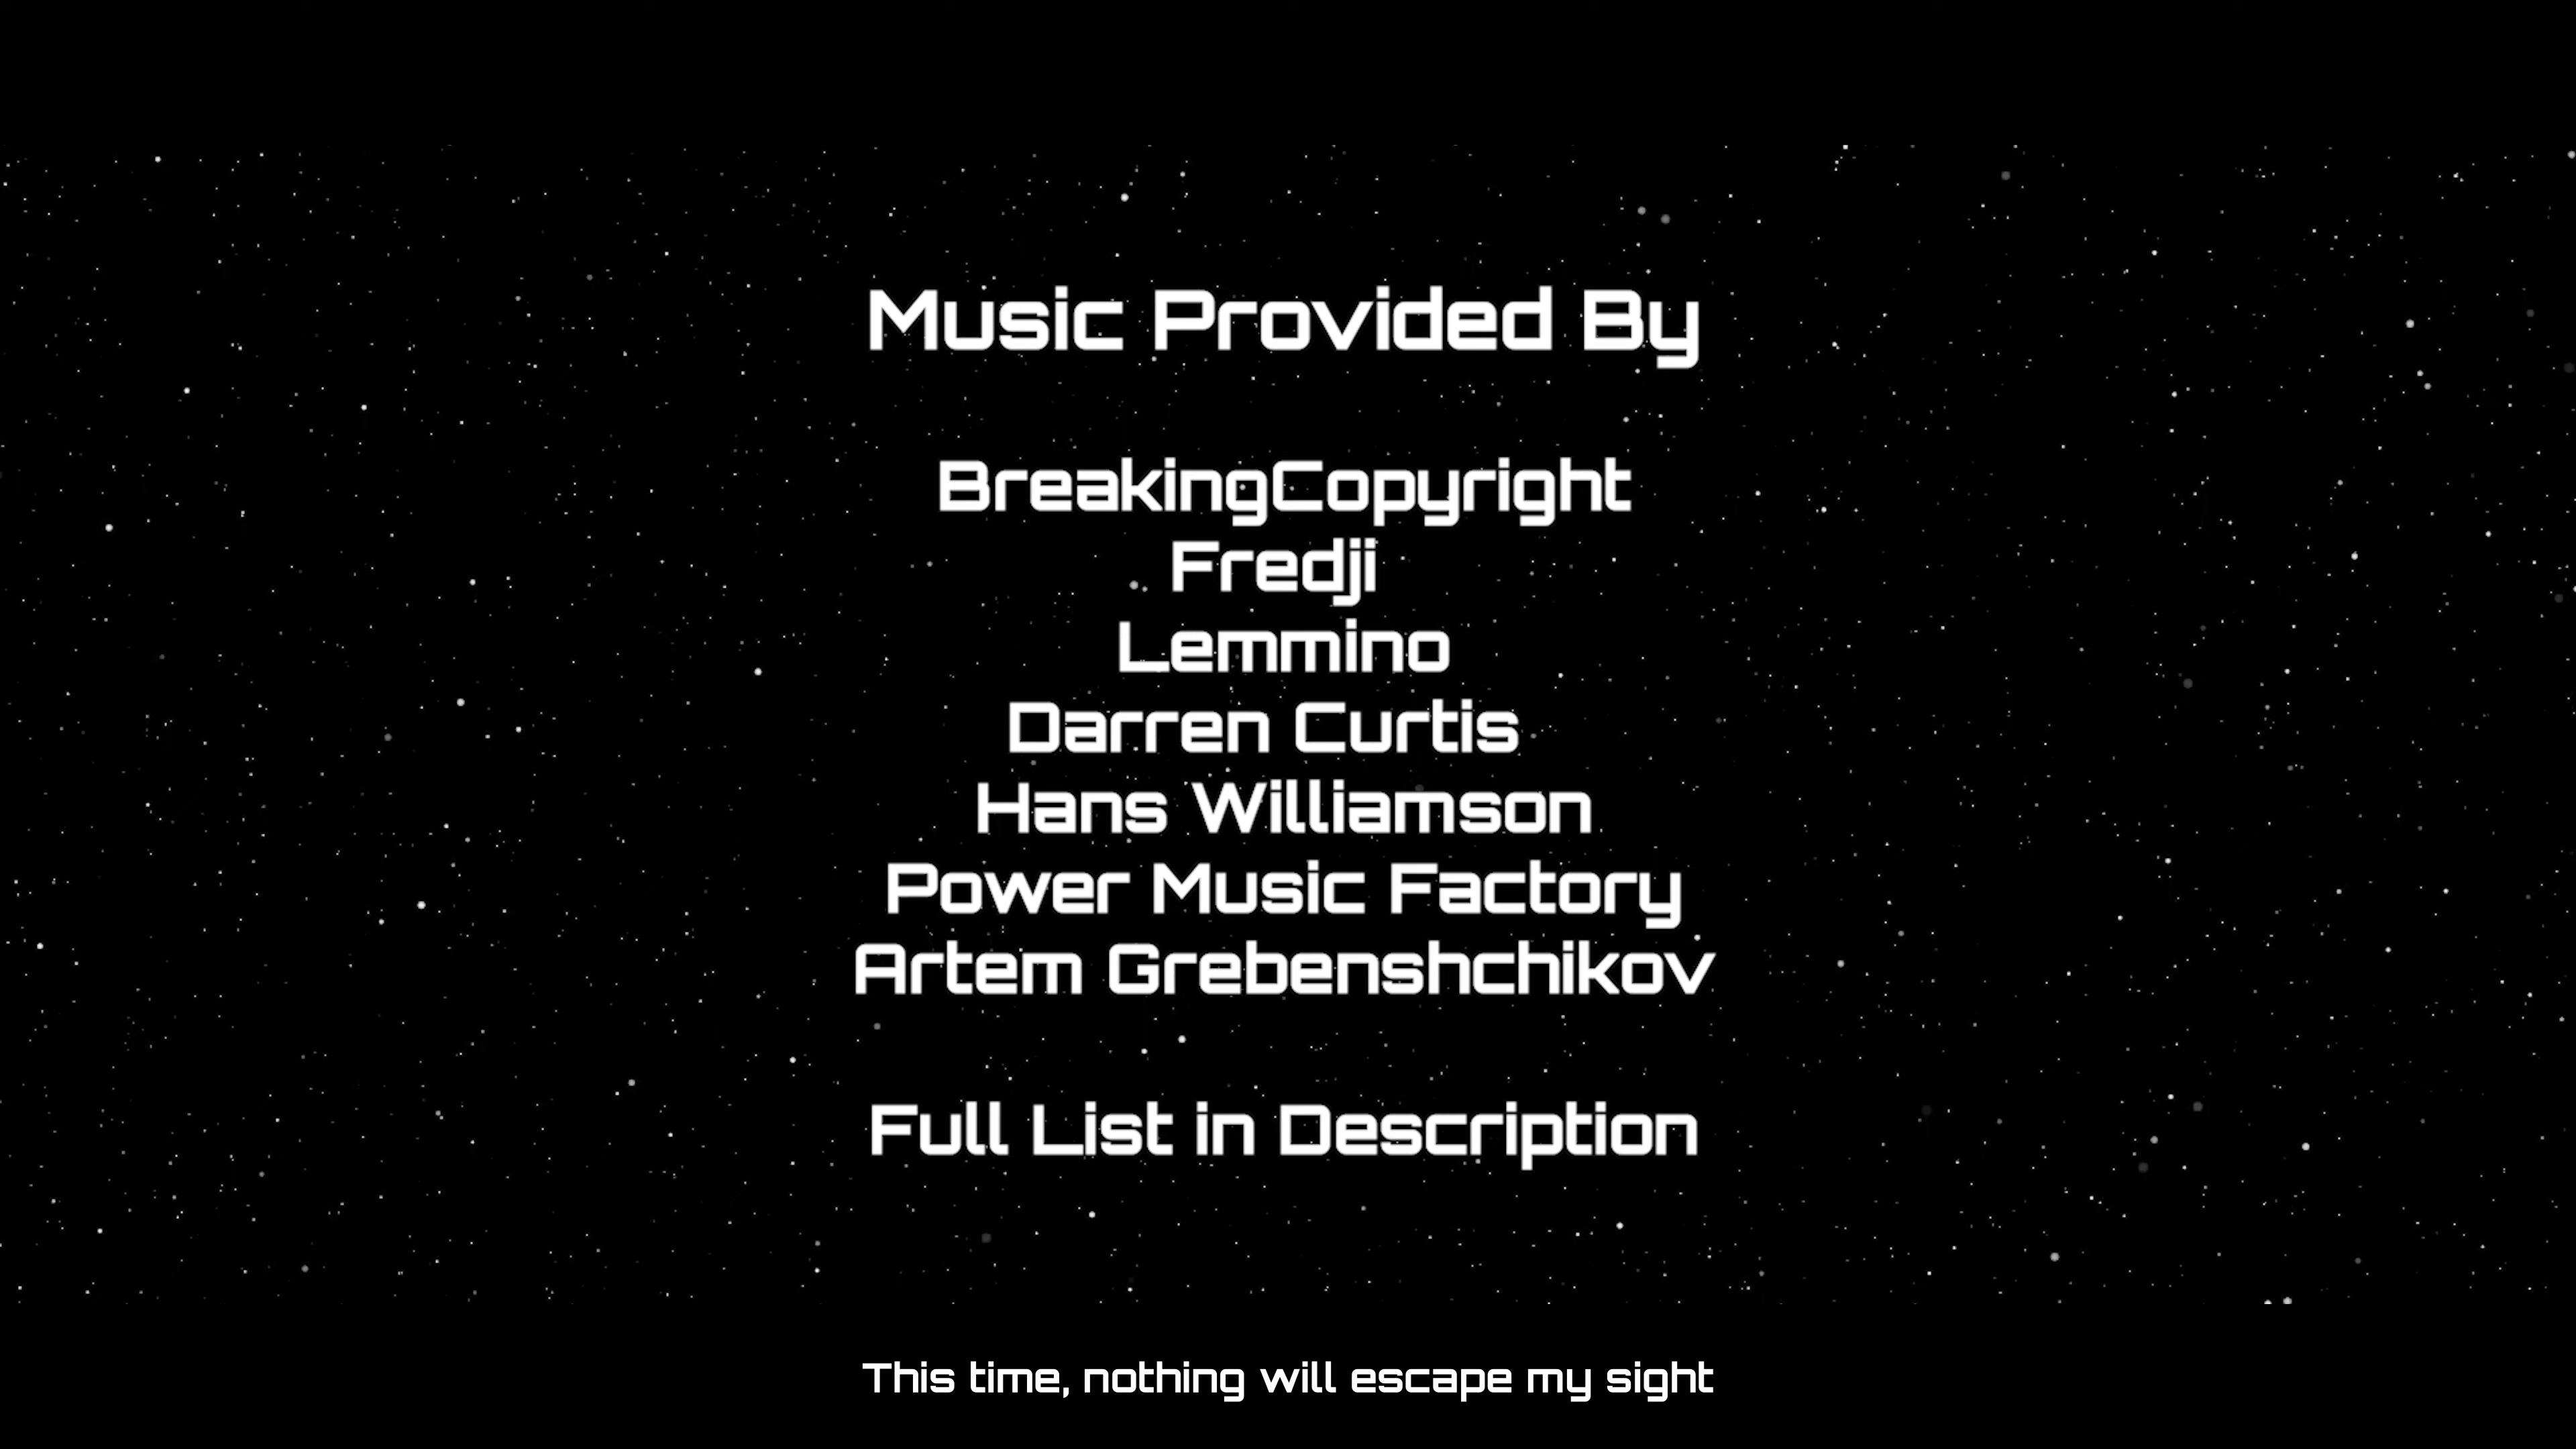 Music Provided By
BreakingCopyright
Fredji
Lemmino
Darren Curtis
Hans Williamson
Power Music Factory
Artem Grebenshchikov
Full List in Description
This time, nothing will escape my sight